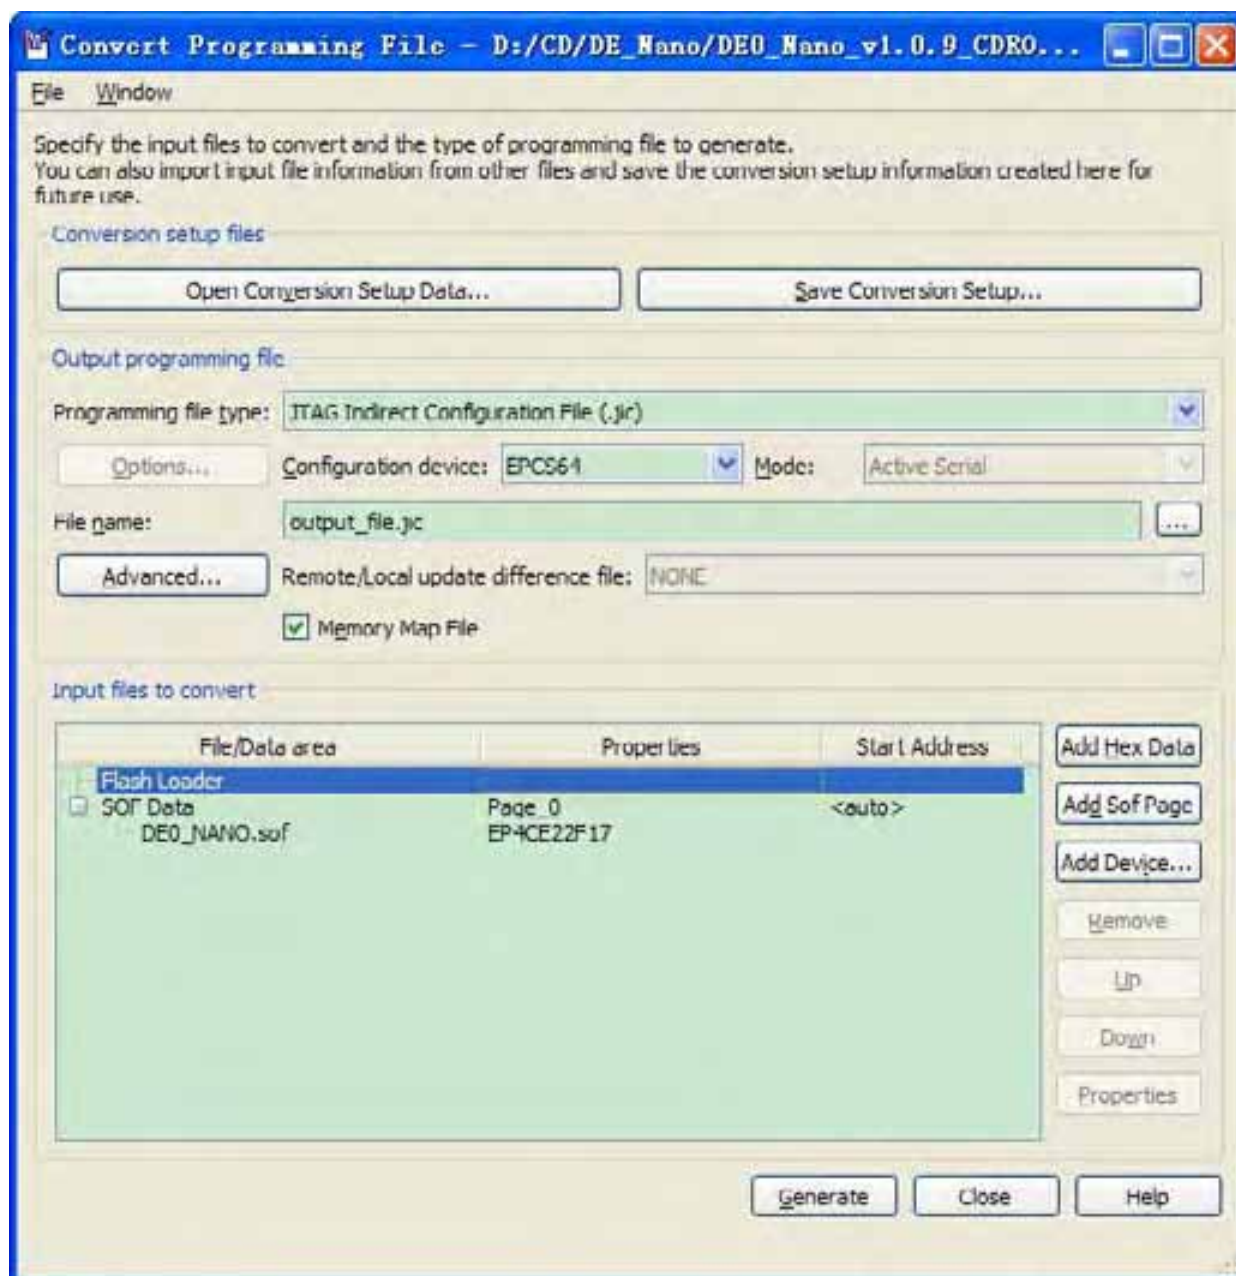 Convert Programming File - D:/CD/DE_Nano/DE0_Nano_v1.0.9_CDRO...
File Window
Specify the input files to convert and the type of programming file to generate.
You can also import input file information from other files and save the conversion setup information created here for
future use.
Conversion setup files
Open Conversion Setup Data... Save Conversion Setup...
Output programming file
Programming file type: JTAG Indirect Configuration File (.jic)
Options... Configuration device: EPCS64 Mode: Active Serial
File name: output_file.jic ...
Advanced... Remote/Local update difference file: NONE
Memory Map File
Input files to convert
File/Data area Properties Start Address Add Hex Data
Flash Loader
SOF Data Page_0 <auto> Add Sof Page
DE0_NANO.sof EP4CE22F17
Add Device...
Remove
Up
Down
Properties
Generate Close Help